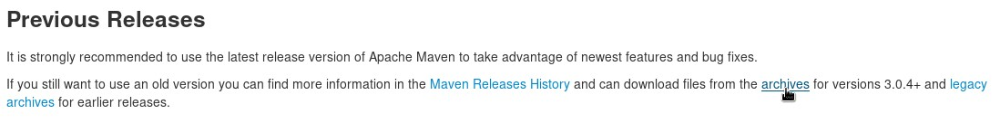 Previous Releases
It is strongly recommended to use the latest release version of Apache Maven to take advantage of newest features and bug fixes.
If you still want to use an old version you can find more information in the Maven Releases History and can download files from the archives for versions 3.0.4+ and legacy
archives for earlier releases.